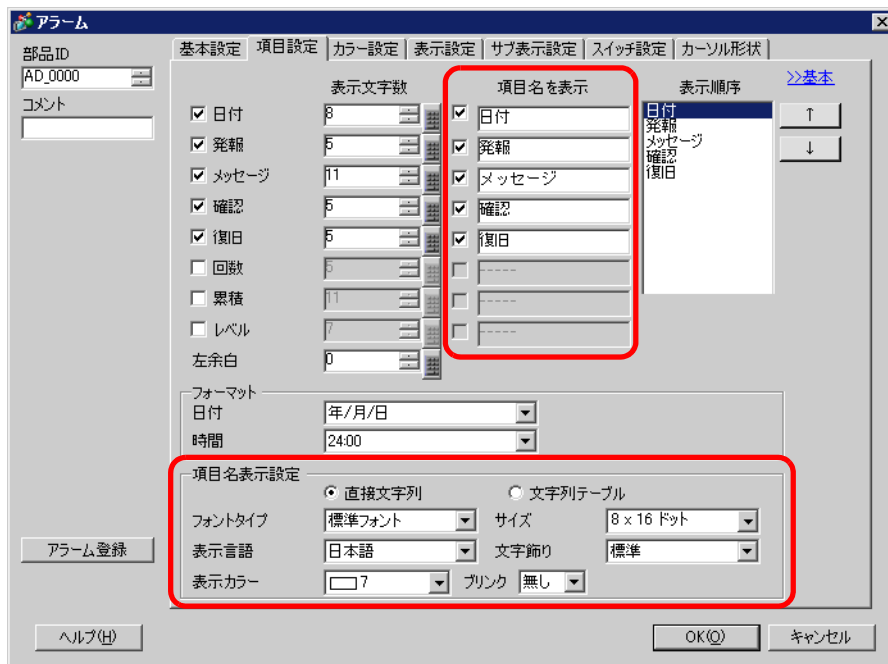 アラーム
部品ID
AD_0000
コメント
基本設定 項目設定 カラー設定 表示設定 サブ表示設定 スイッチ設定 カーソル形状
>>基本
表示文字数 項目名を表示 表示順序
日付 8 日付
発報 5 発報
メッセージ 11 メッセージ
確認 5 確認
復旧 5 復旧
回数 5 -----
累積 11 -----
レベル 7 -----
左余白 0
日付
発報
メッセージ
確認
復旧
↑
↓
フォーマット
日付 年/月/日
時間 24:00
項目名表示設定
直接文字列 文字列テーブル
フォントタイプ 標準フォント サイズ 8 x 16 ドット
表示言語 日本語 文字飾り 標準
表示カラー 7 ブリンク 無し
アラーム登録
ヘルプ(H) OK(O) キャンセル